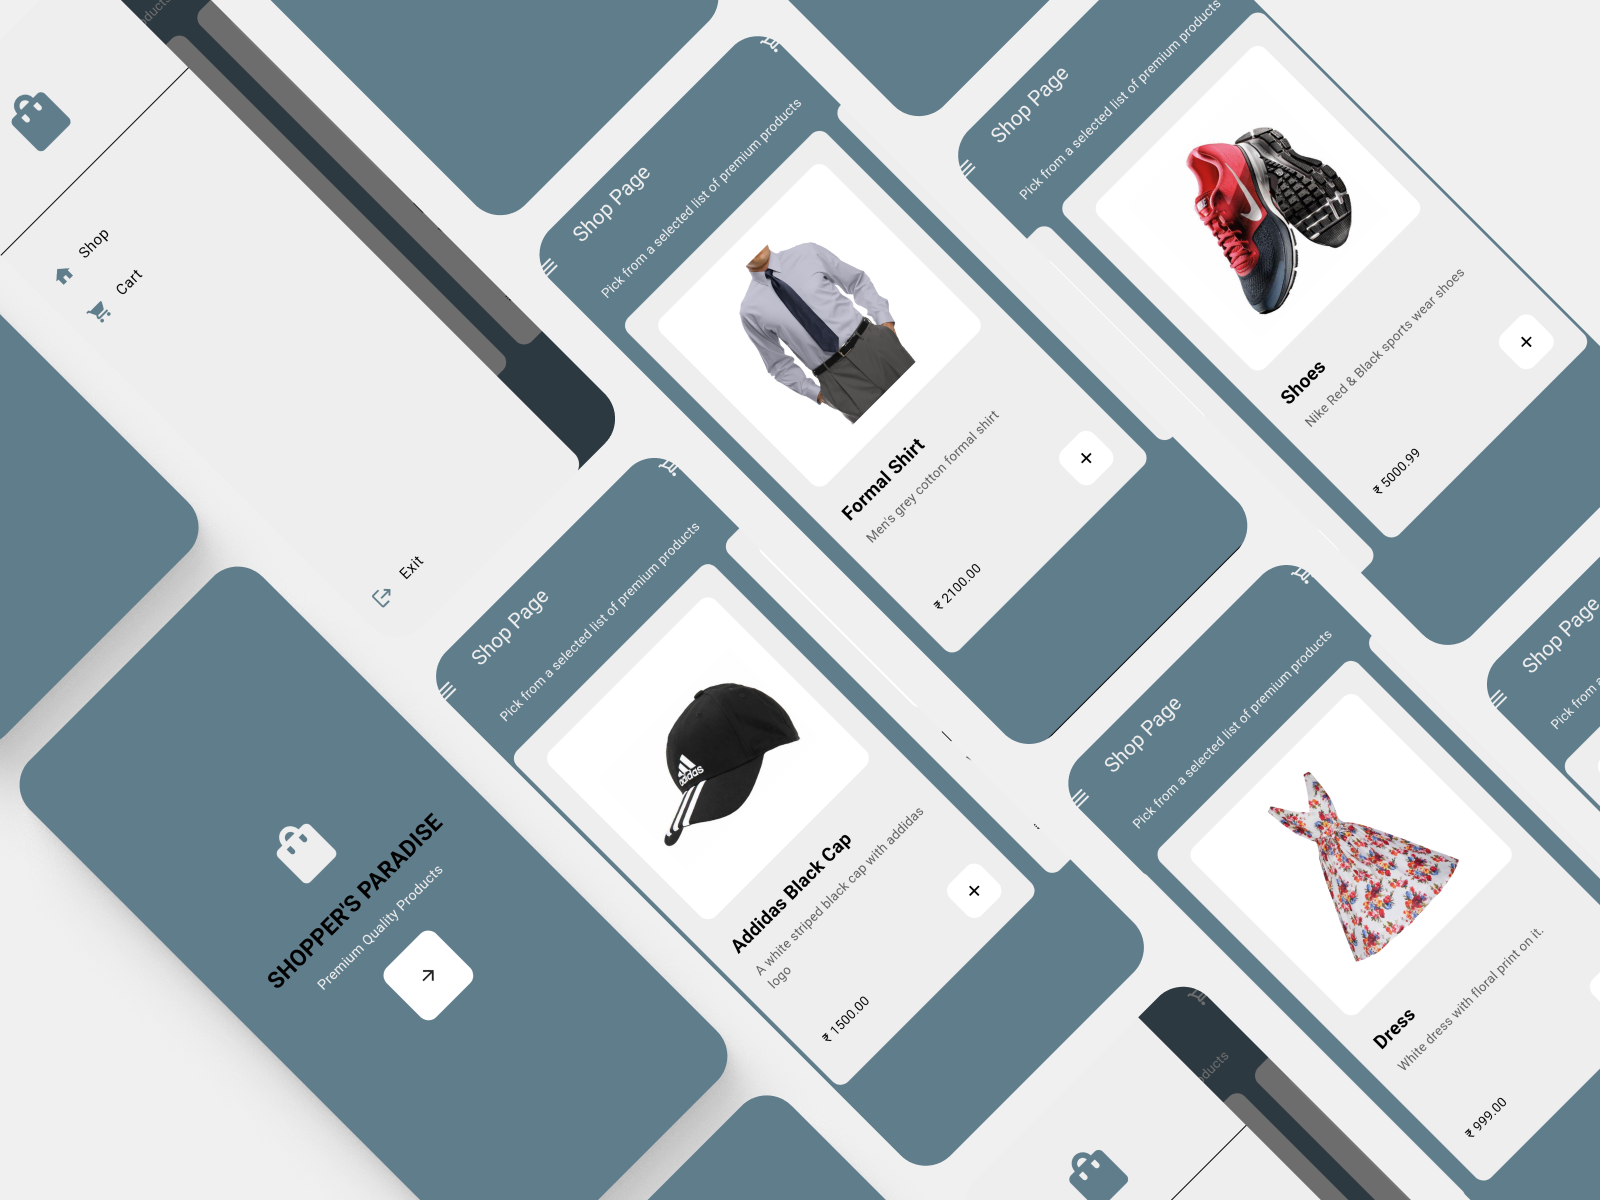 ducts
Shop
Cart
Exit
SHOPPER'S PARADISE
Premium Quality Products
Shop Page
Pick from a selected list of premium products
Formal Shirt
Men's grey cotton formal shirt
₹ 2100.00
Shop Page
Pick from a selected list of premium products
Shoes
Nike Red & Black sports wear shoes
₹ 5000.99
Shop Page
Pick from a selected list of premium products
adidas
Addidas Black Cap
A white striped black cap with addidas
logo
₹ 1500.00
Shop Page
Pick from a selected list of premium products
Dress
White dress with floral print on it.
₹ 999.00
Shop Page
Pick from a
ducts